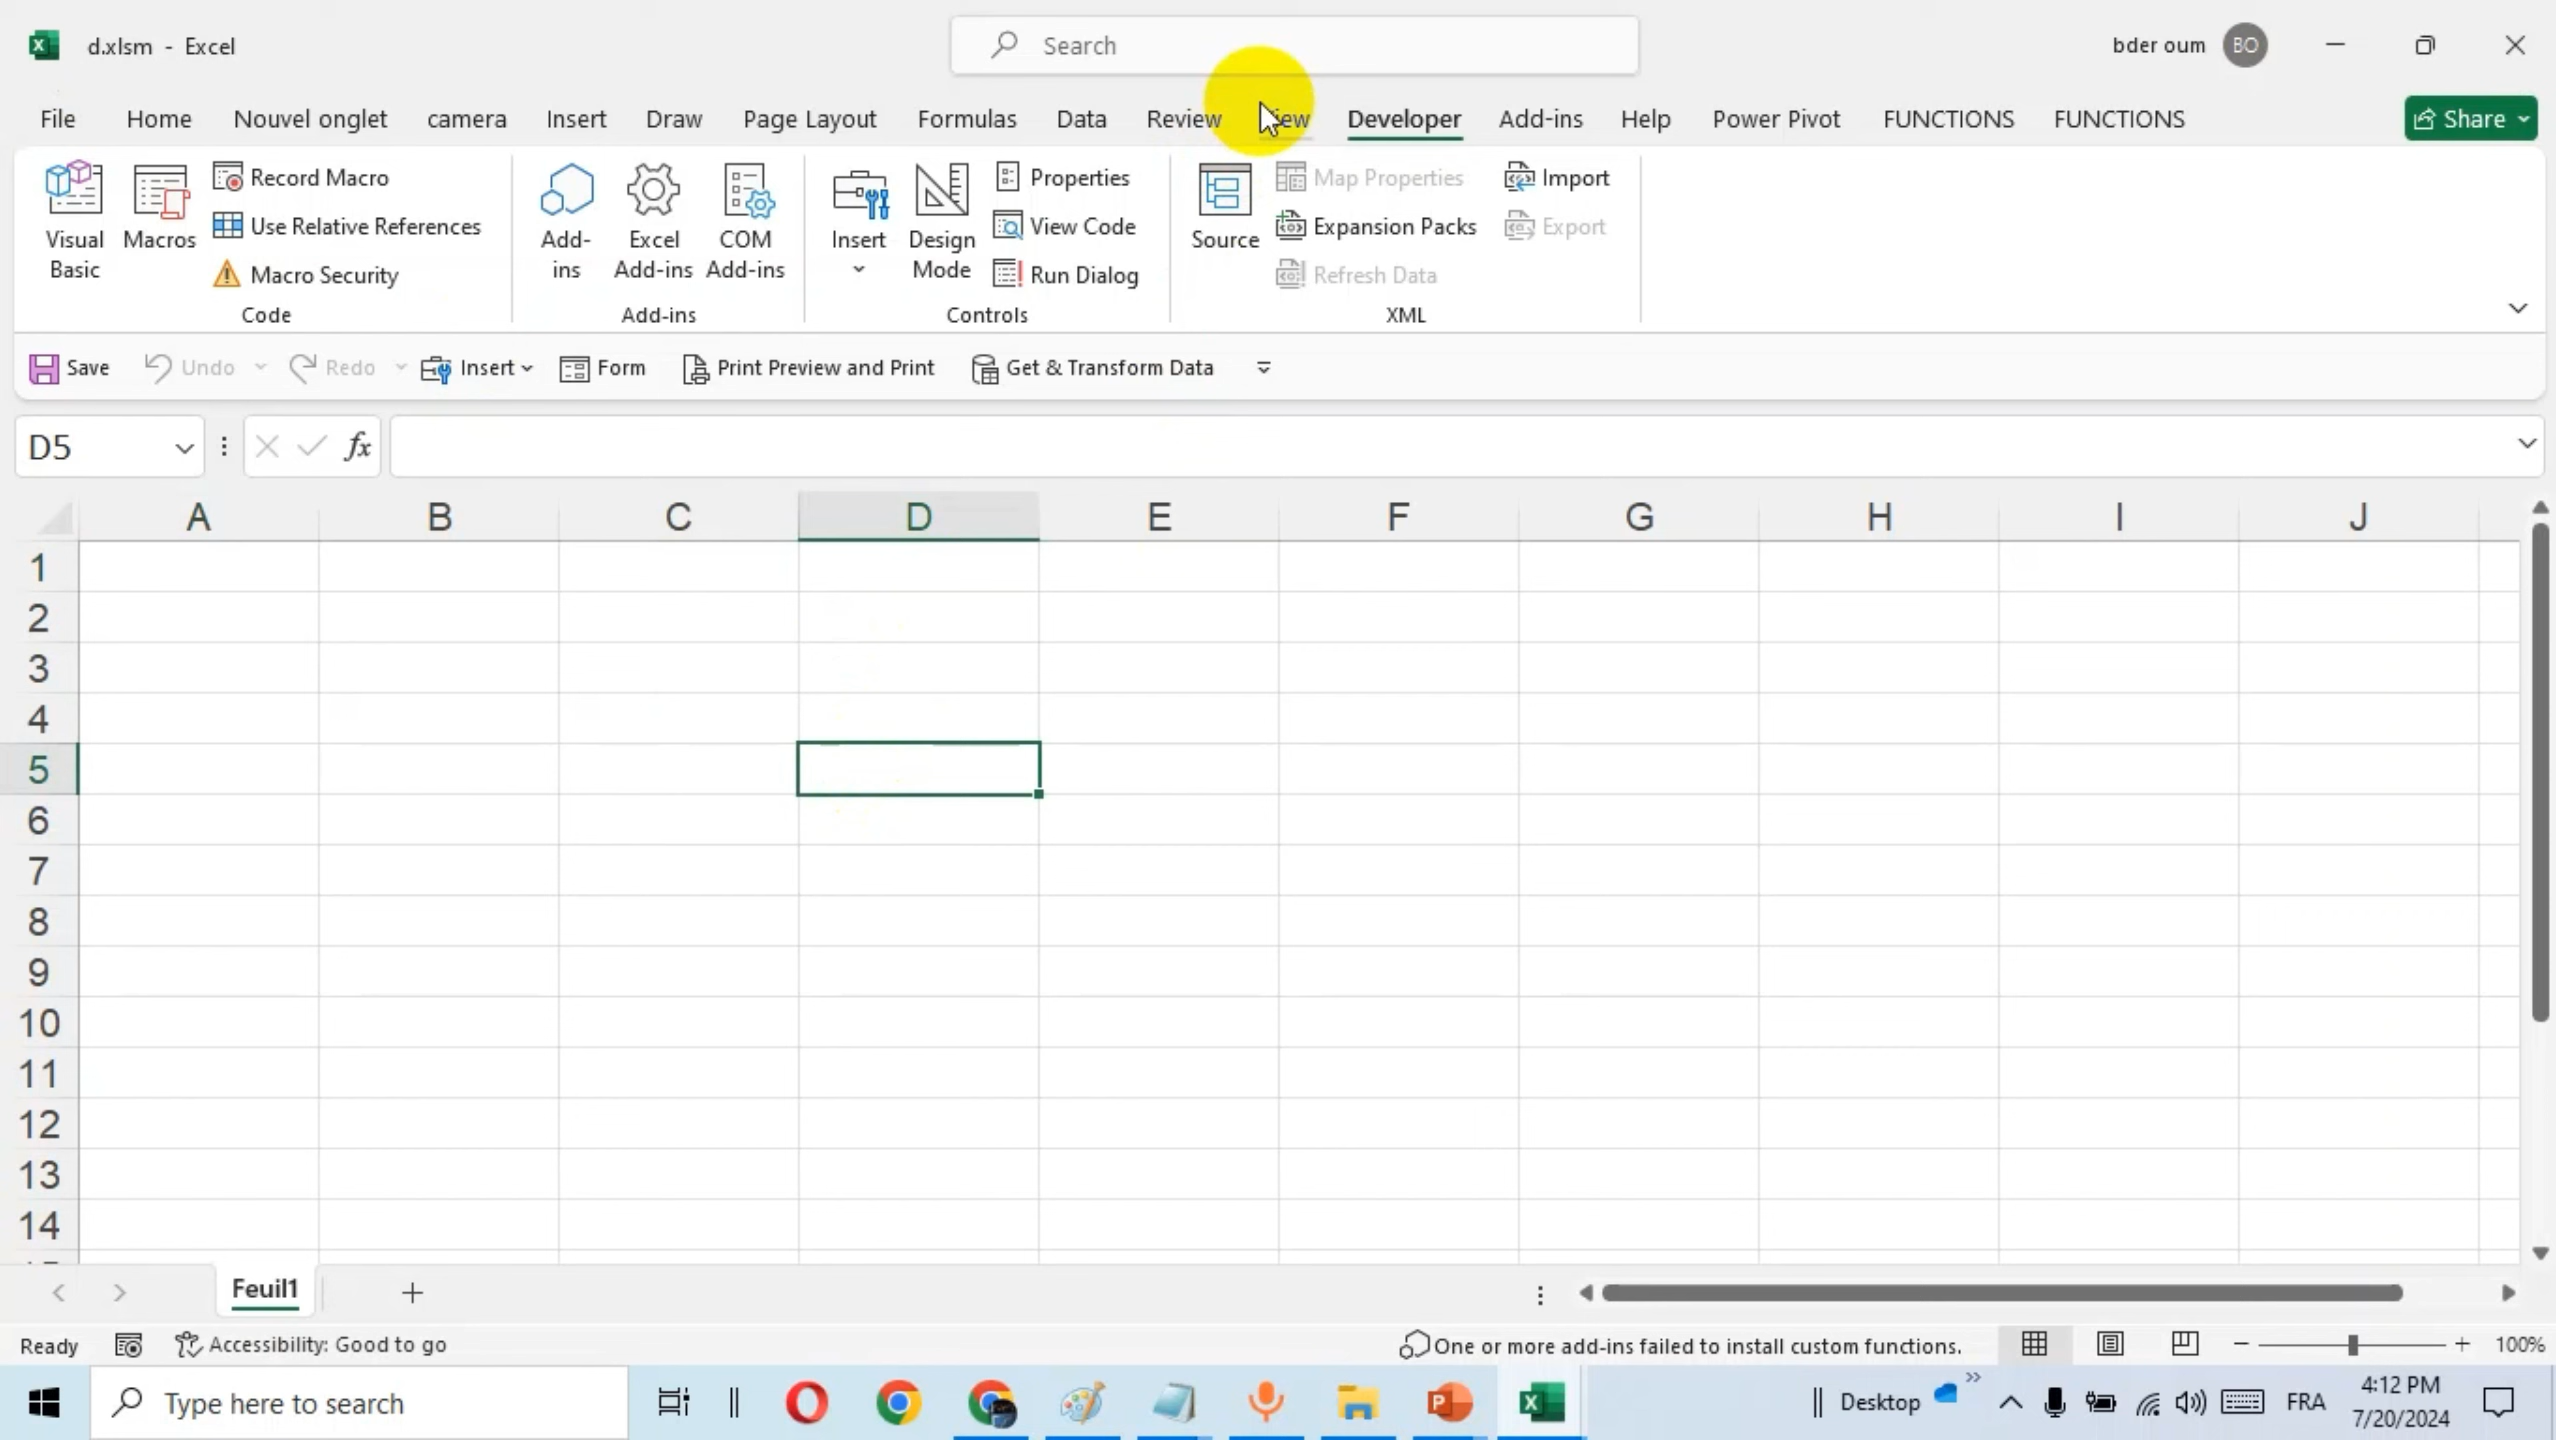 d.xlsm - Excel
Search
bder oum BO
File Home Nouvel onglet camera Insert Draw Page Layout Formulas Data Review Developer Add-ins Help Power Pivot FUNCTIONS FUNCTIONS Share
Visual Basic
Macros
Record Macro
Use Relative References
Macro Security
Code
Add-ins
Excel Add-ins
COM Add-ins
Add-ins
Insert
Design Mode
Properties
View Code
Run Dialog
Controls
Source
Map Properties
Expansion Packs
Refresh Data
Import
Export
XML
Save Undo Redo Insert Form Print Preview and Print Get & Transform Data
D5 fx
A B C D E F G H I J
1
2
3
4
5
6
7
8
9
10
11
12
13
14
Feuil1
Ready Accessibility: Good to go One or more add-ins failed to install custom functions. 100%
Type here to search Desktop FRA 4:12 PM
7/20/2024